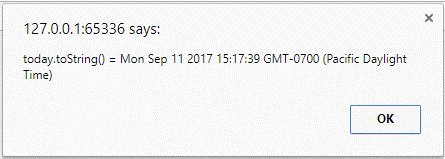 127.0.0.1:65336 says:
today.toString() = Mon Sep 11 2017 15:17:39 GMT-0700 (Pacific Daylight
Time)
OK